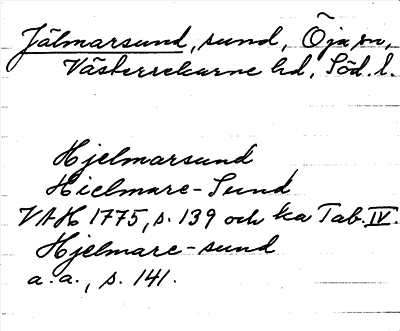 Jälmarsund, sund, Öja sn,
Västerrekarne hd, Söd. l.
Hjelmarsund
Hielmare-Sund
VAH 1775, s. 139 och ka Tab. IV.
Hjelmare-sund
a.a., s. 141.